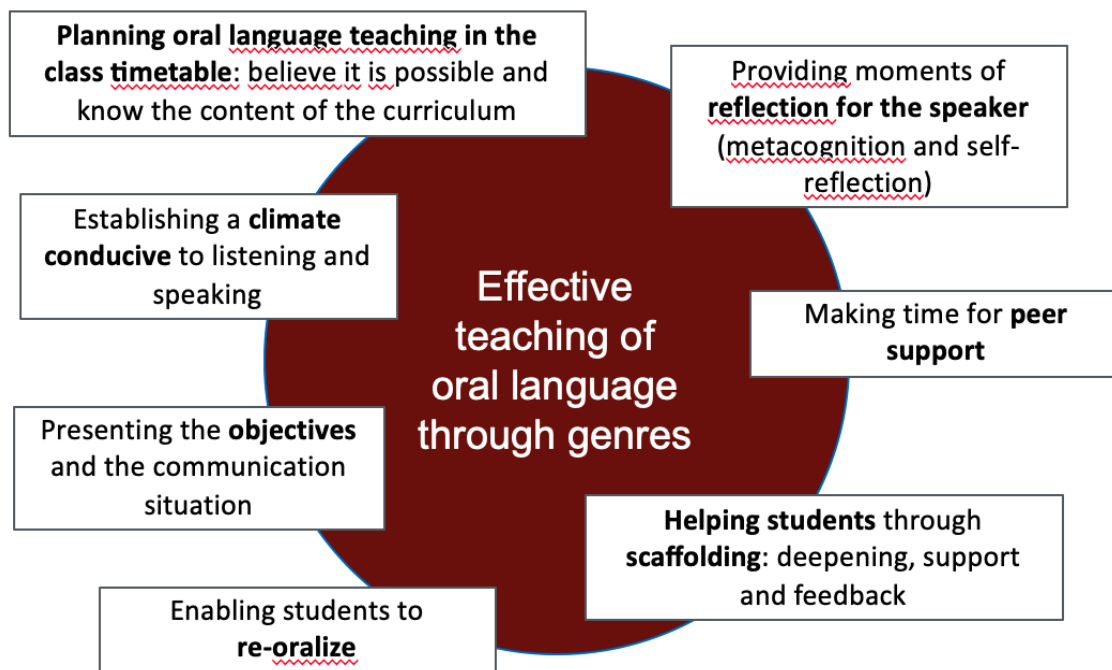 Planning oral language teaching in the
class timetable: believe it is possible and
know the content of the curriculum
Providing moments of
reflection for the speaker
(metacognition and self-
reflection)
Establishing a climate
conducive to listening and
speaking
Effective
teaching of
oral language
through genres
Making time for peer
support
Presenting the objectives
and the communication
situation
Helping students through
scaffolding: deepening, support
and feedback
Enabling students to
re-oralize